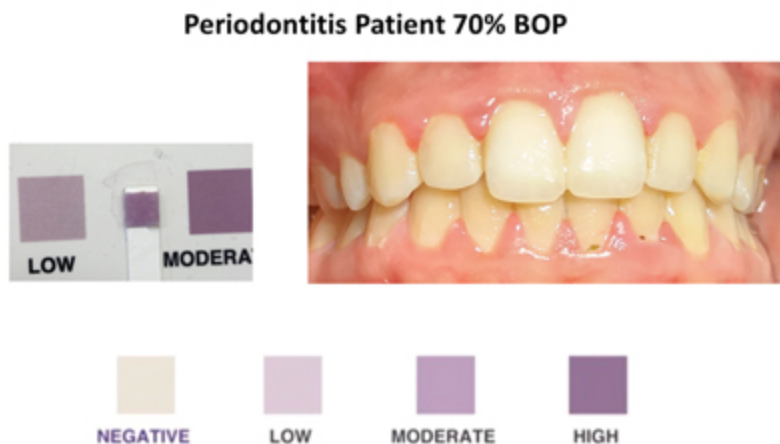 Periodontitis Patient 70% BOP
LOW
MODERA
NEGATIVE LOW MODERATE HIGH